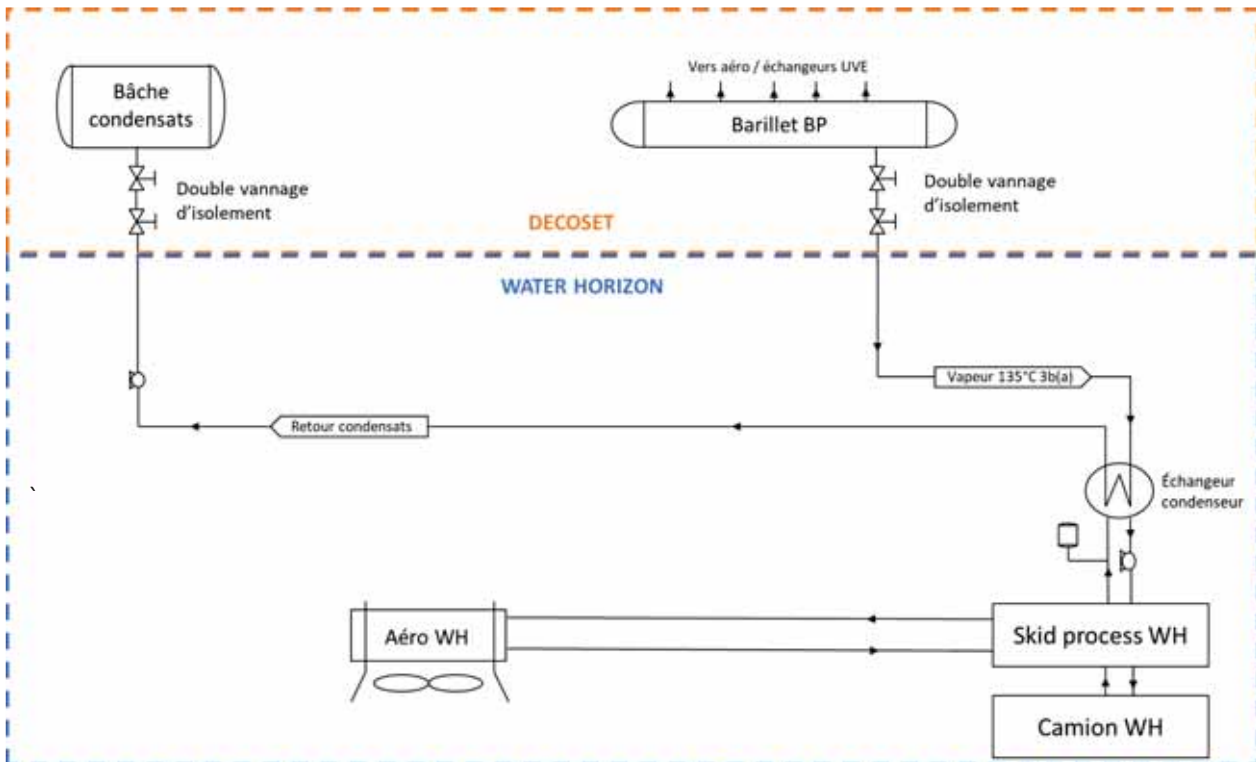 Vers aéro / échangeurs UVE
Bâche
condensats
Barillet BP
Double vannage
d'isolement
Double vannage
d'isolement
DECOSET
WATER HORIZON
Vapeur 135°C 3b(a)
Retour condensats
Échangeur
condenseur
Aéro WH
Skid process WH
Camion WH